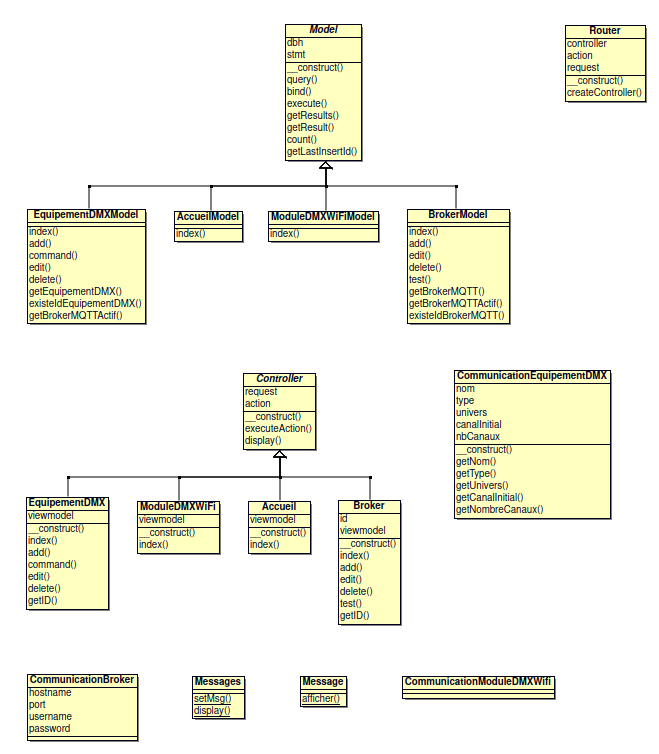 Model
dbh
stmt
__construct()
query()
bind()
execute()
getResults()
getResult()
count()
getLastInsertId()
Router
controller
action
request
__construct()
createController()
EquipementDMXModel
index()
add()
command()
edit()
delete()
getEquipementDMX()
existeIdEquipementDMX()
getBrokerMQTTActif()
AccueilModel
index()
ModuleDMXWiFiModel
index()
BrokerModel
index()
add()
edit()
delete()
test()
getBrokerMQTT()
getBrokerMQTTActif()
existeIdBrokerMQTT()
Controller
request
action
__construct()
executeAction()
display()
CommunicationEquipementDMX
nom
type
univers
canalInitial
nbCanaux
__construct()
getNom()
getType()
getUnivers()
getCanalInitial()
getNombreCanaux()
EquipementDMX
viewmodel
__construct()
index()
add()
command()
edit()
delete()
getID()
ModuleDMXWiFi
viewmodel
__construct()
index()
Accueil
viewmodel
__construct()
index()
Broker
id
viewmodel
__construct()
index()
add()
edit()
delete()
test()
getID()
CommunicationBroker
hostname
port
username
password
Messages
setMsg()
display()
Message
afficher()
CommunicationModuleDMXWifi